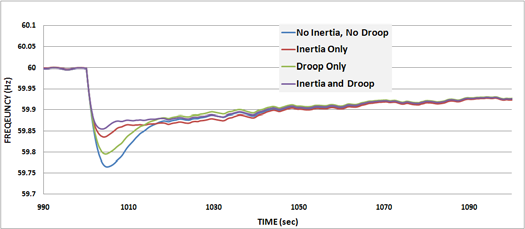 60.1
60.05
60
59.95
59.9
59.85
59.8
59.75
59.7
FREQEUNCY (Hz)
No Inertia, No Droop
Inertia Only
Droop Only
Inertia and Droop
990
1010
1030
1050
1070
1090
TIME (sec)